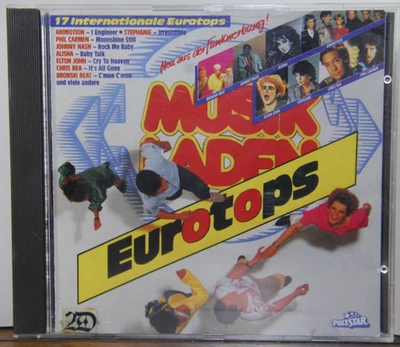 17 Internationale Eurotops
ANIMOTION – I Engineer • STEPHANIE – Irresistible
PHIL CARMEN – Moonshine Still
JOHNNY NASH – Rock Me Baby
ALISHA – Baby Talk
ELTON JOHN – Cry To Heaven
CHRIS REA – It's All Gone
BRONSKI BEAT – C'mon C'mon
und viele andere
Neu aus der Funkwerbung!
MUSIK
LADEN
Eurotops
POLYSTAR